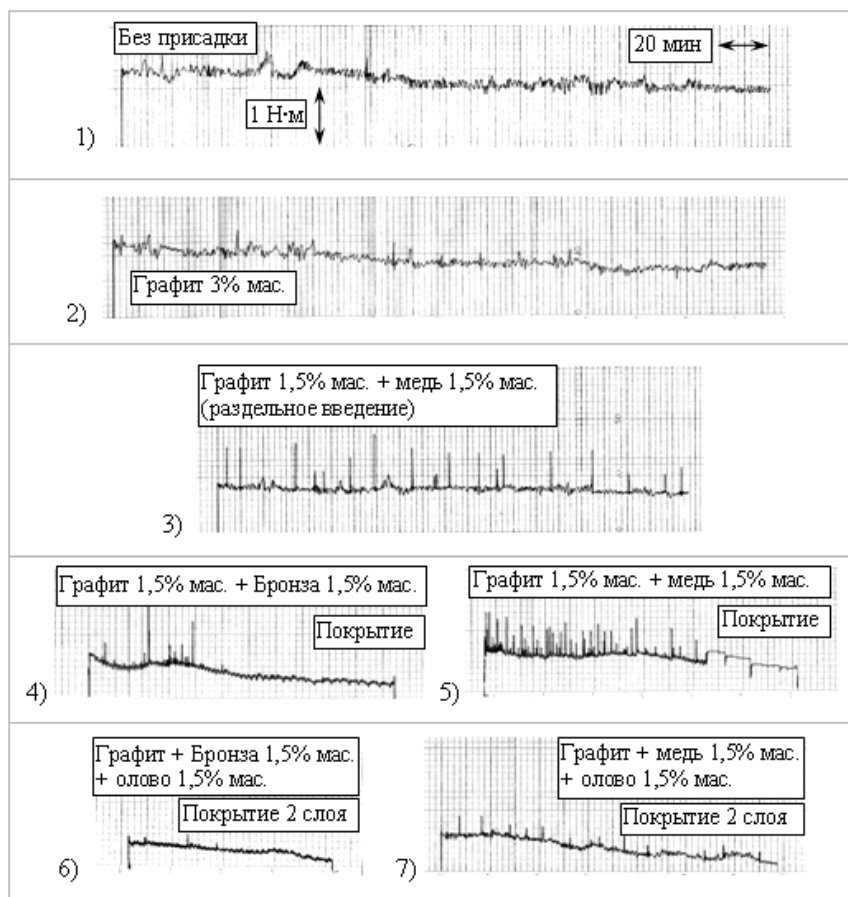 Без присадки
20 мин
1 Н·м
1)
Графит 3% мас.
2)
Графит 1,5% мас. + медь 1,5% мас.
(раздельное введение)
3)
Графит 1,5% мас. + Бронза 1,5% мас.
Покрытие
4)
Графит 1,5% мас. + медь 1,5% мас.
Покрытие
5)
Графит + Бронза 1,5% мас.
+ олово 1,5% мас.
Покрытие 2 слоя
6)
Графит + медь 1,5% мас.
+ олово 1,5% мас.
Покрытие 2 слоя
7)